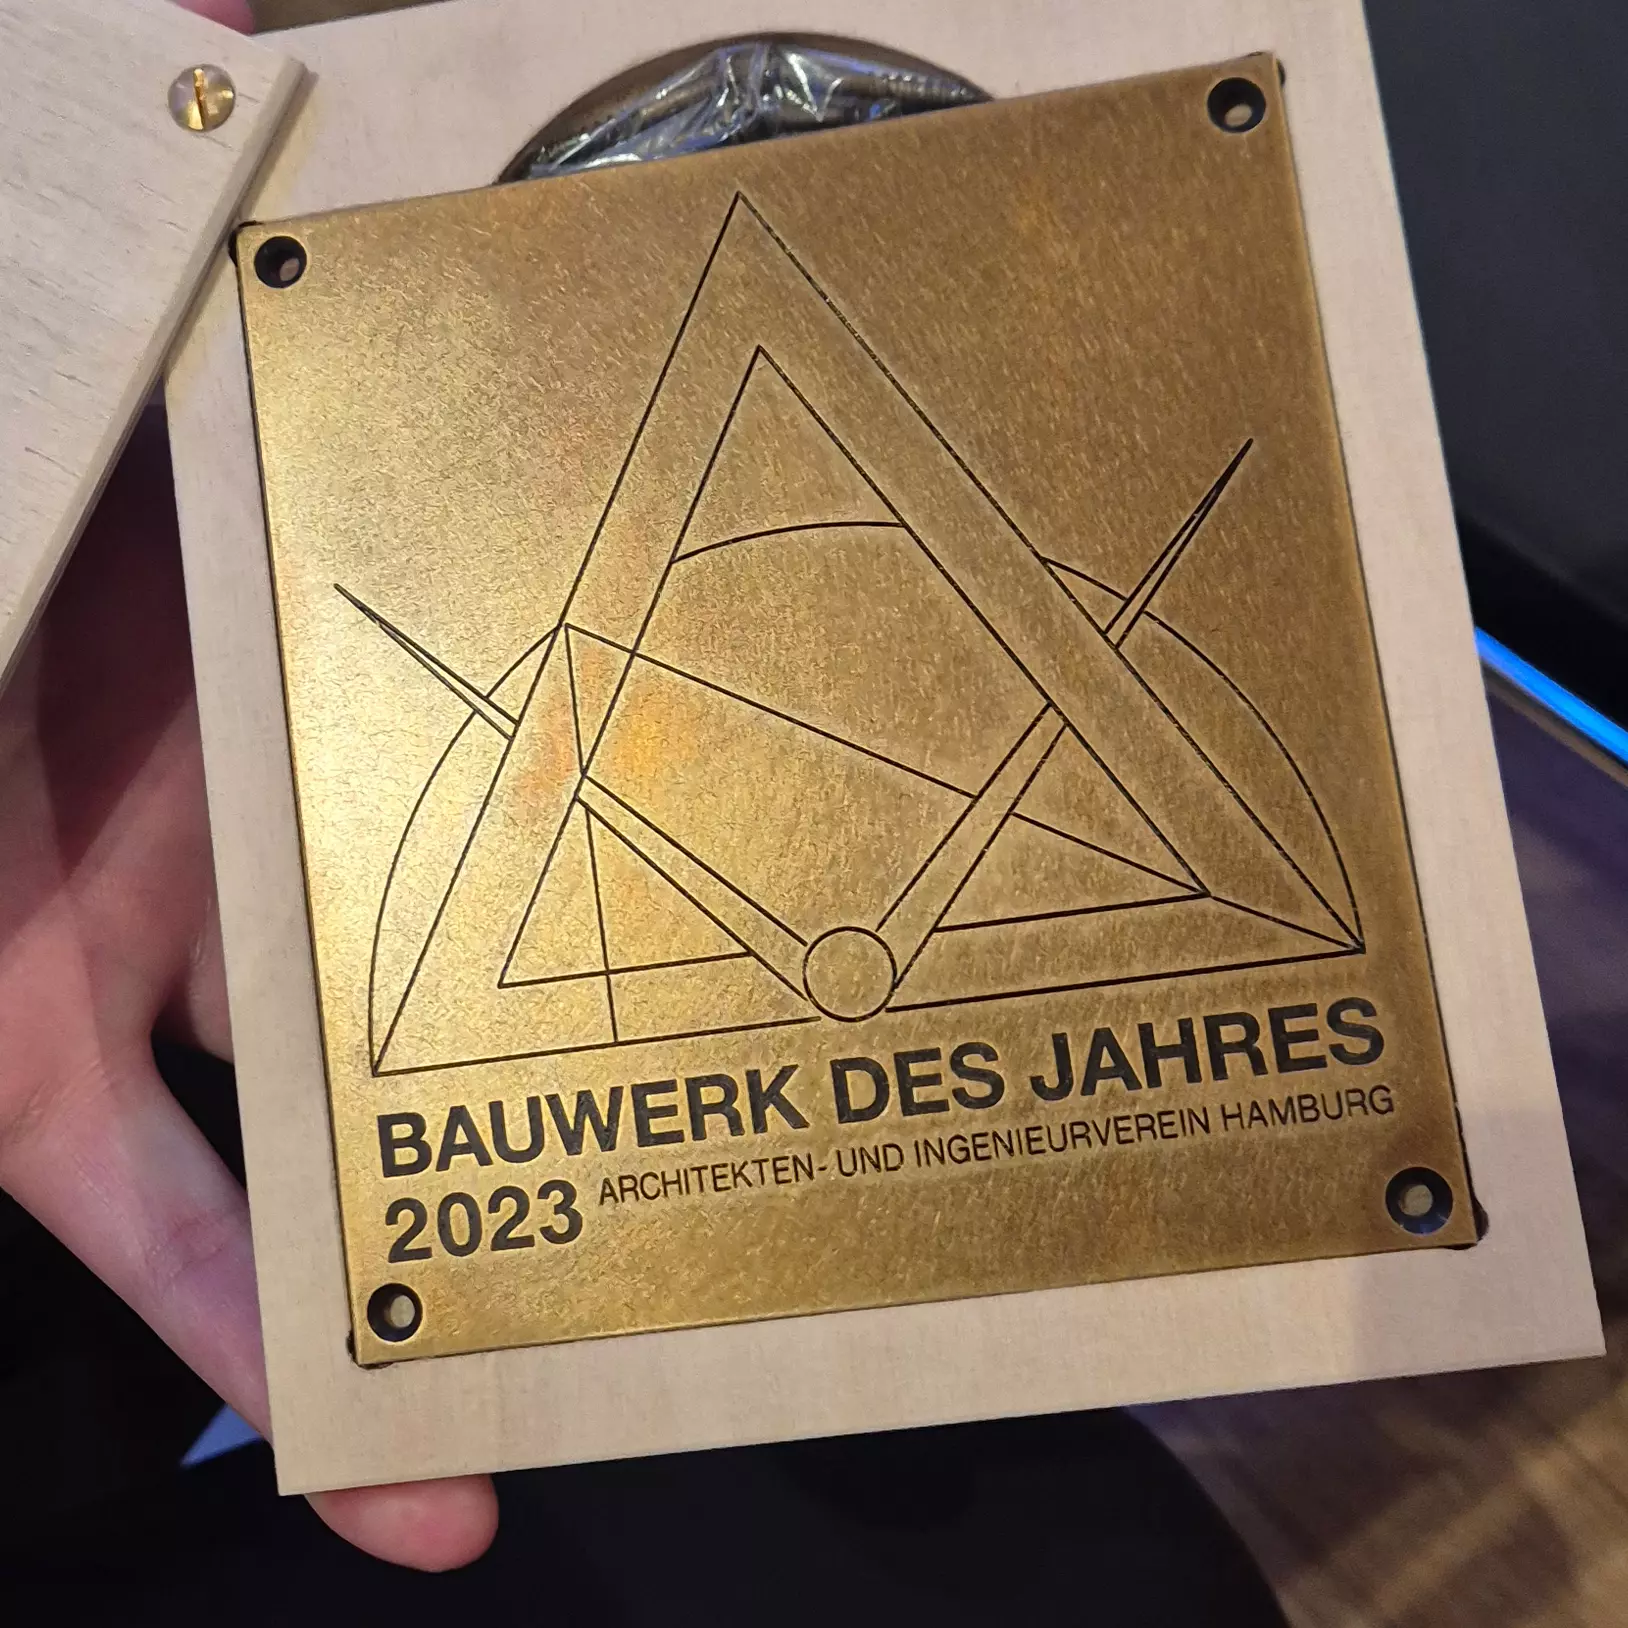 BAUWERK DES JAHRES
2023 ARCHITEKTEN- UND INGENIEURVEREIN HAMBURG